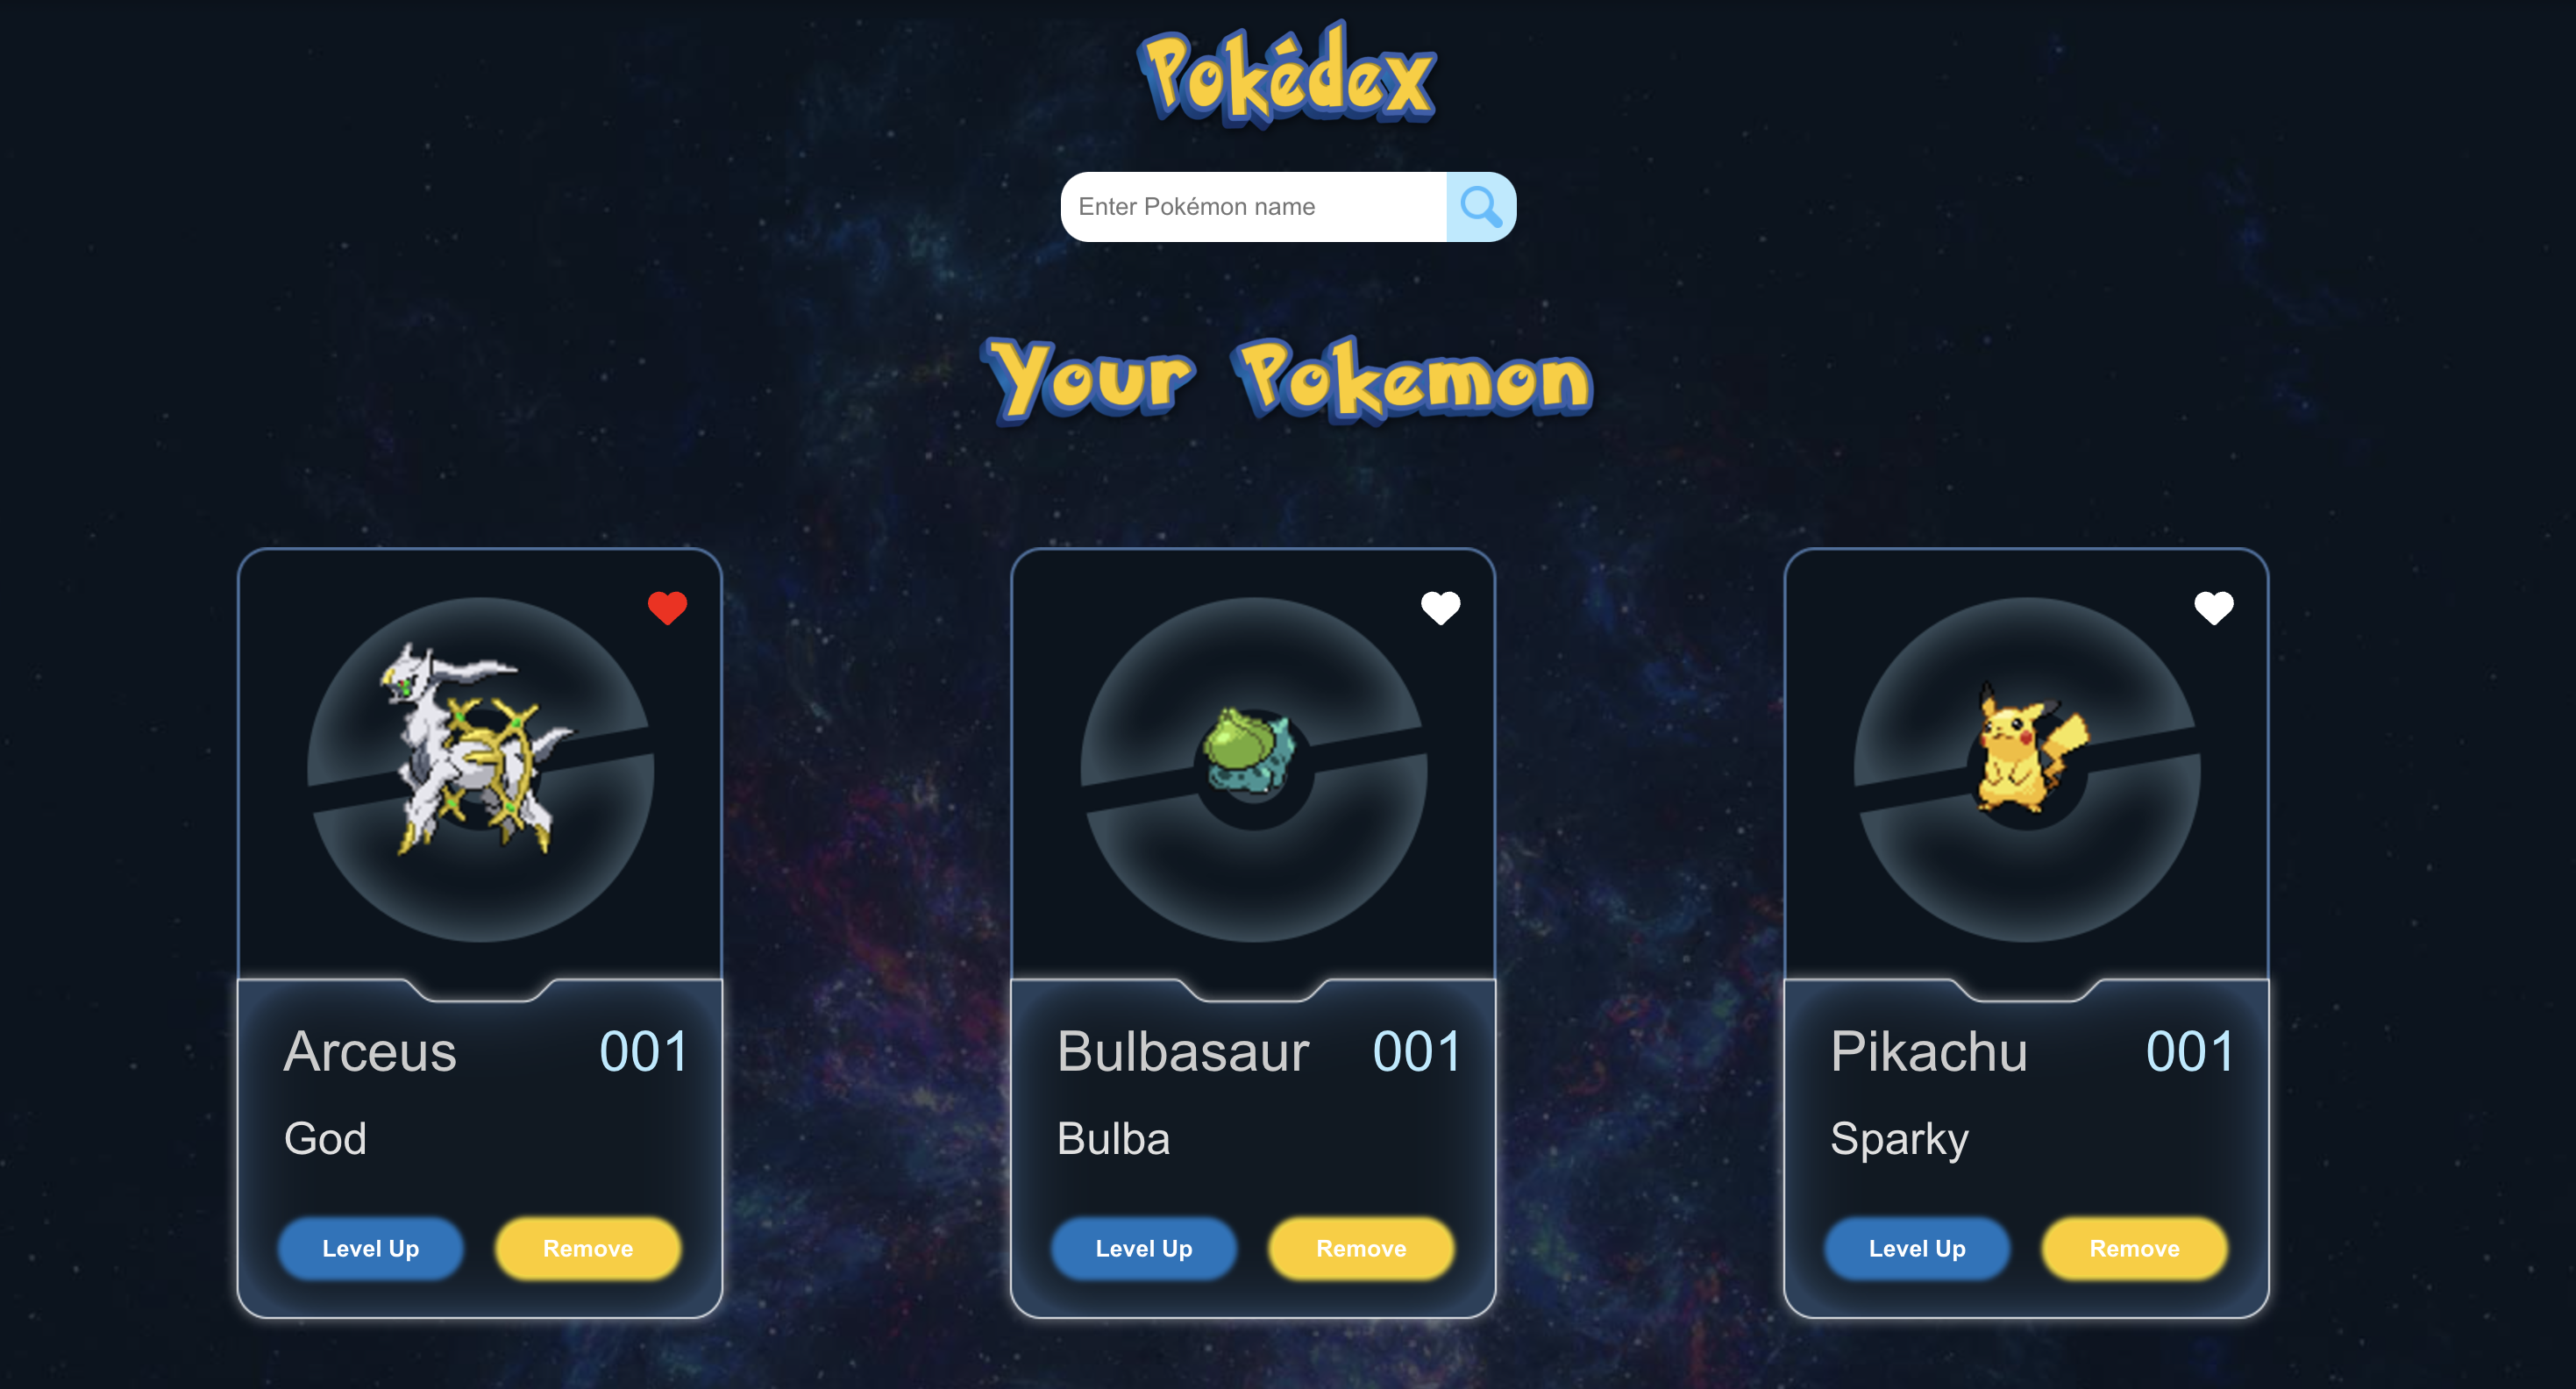 Pokédex
Enter Pokémon name
Your Pokemon
Arceus 001
God
Level Up Remove
Bulbasaur 001
Bulba
Level Up Remove
Pikachu 001
Sparky
Level Up Remove